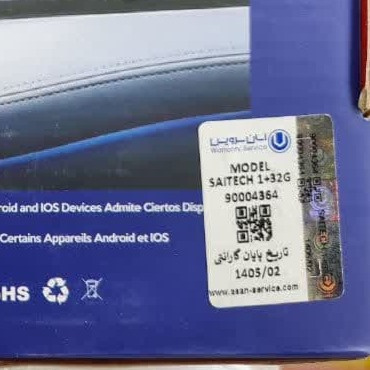 آسان سرویس
Warranty Service
MODEL
SAITECH 1+32G
90004364
تاریخ پایان گارانتی
1405/02
www.asan-service.com
roid and IOS Devices Admite Ciertos Disp
Certains Appareils Android et IOS
HS